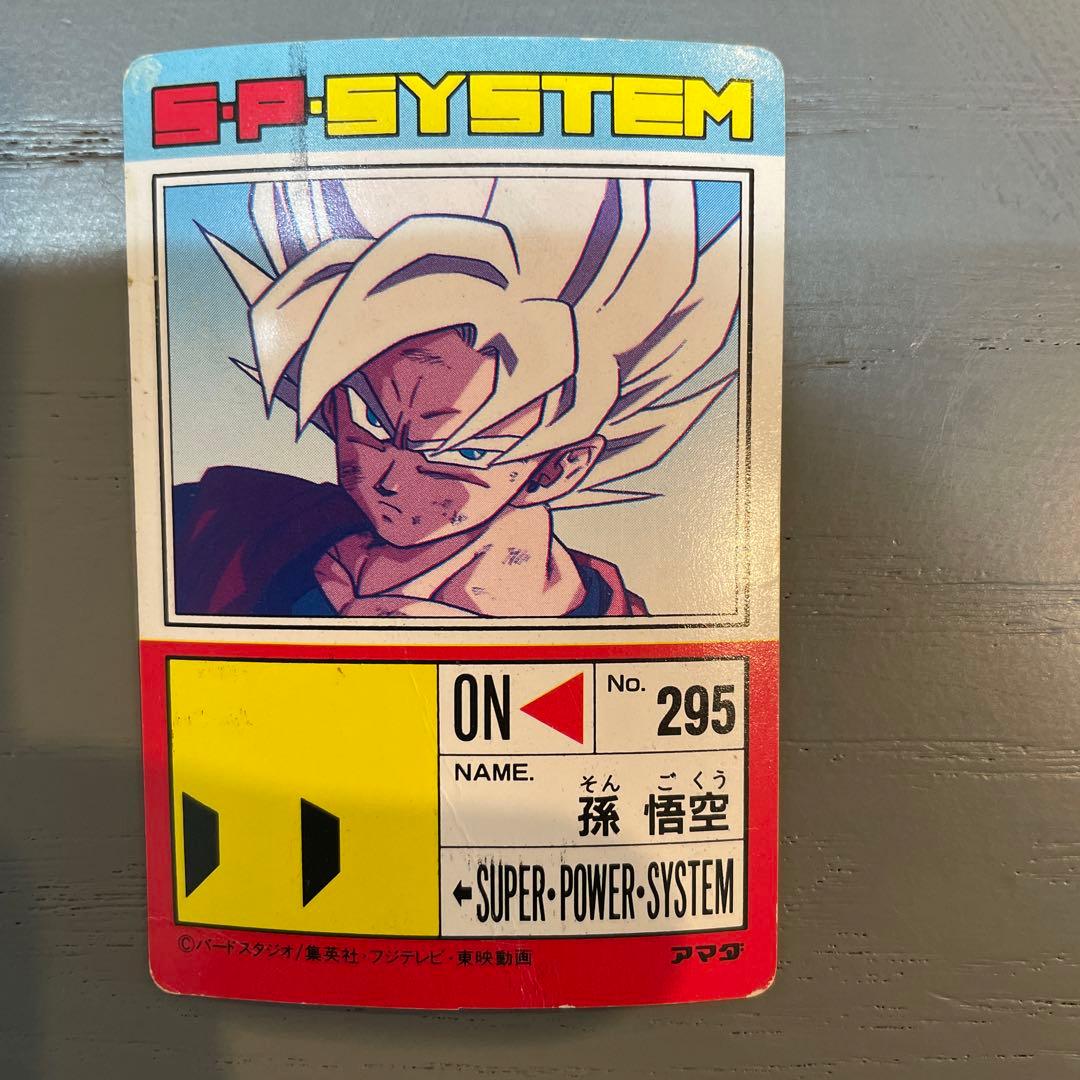 S・P・SYSTEM
ON
No. 295
NAME.
そん ご くう
孫 悟空
←SUPER・POWER・SYSTEM
©バードスタジオ/集英社・フジテレビ・東映動画
アマダ